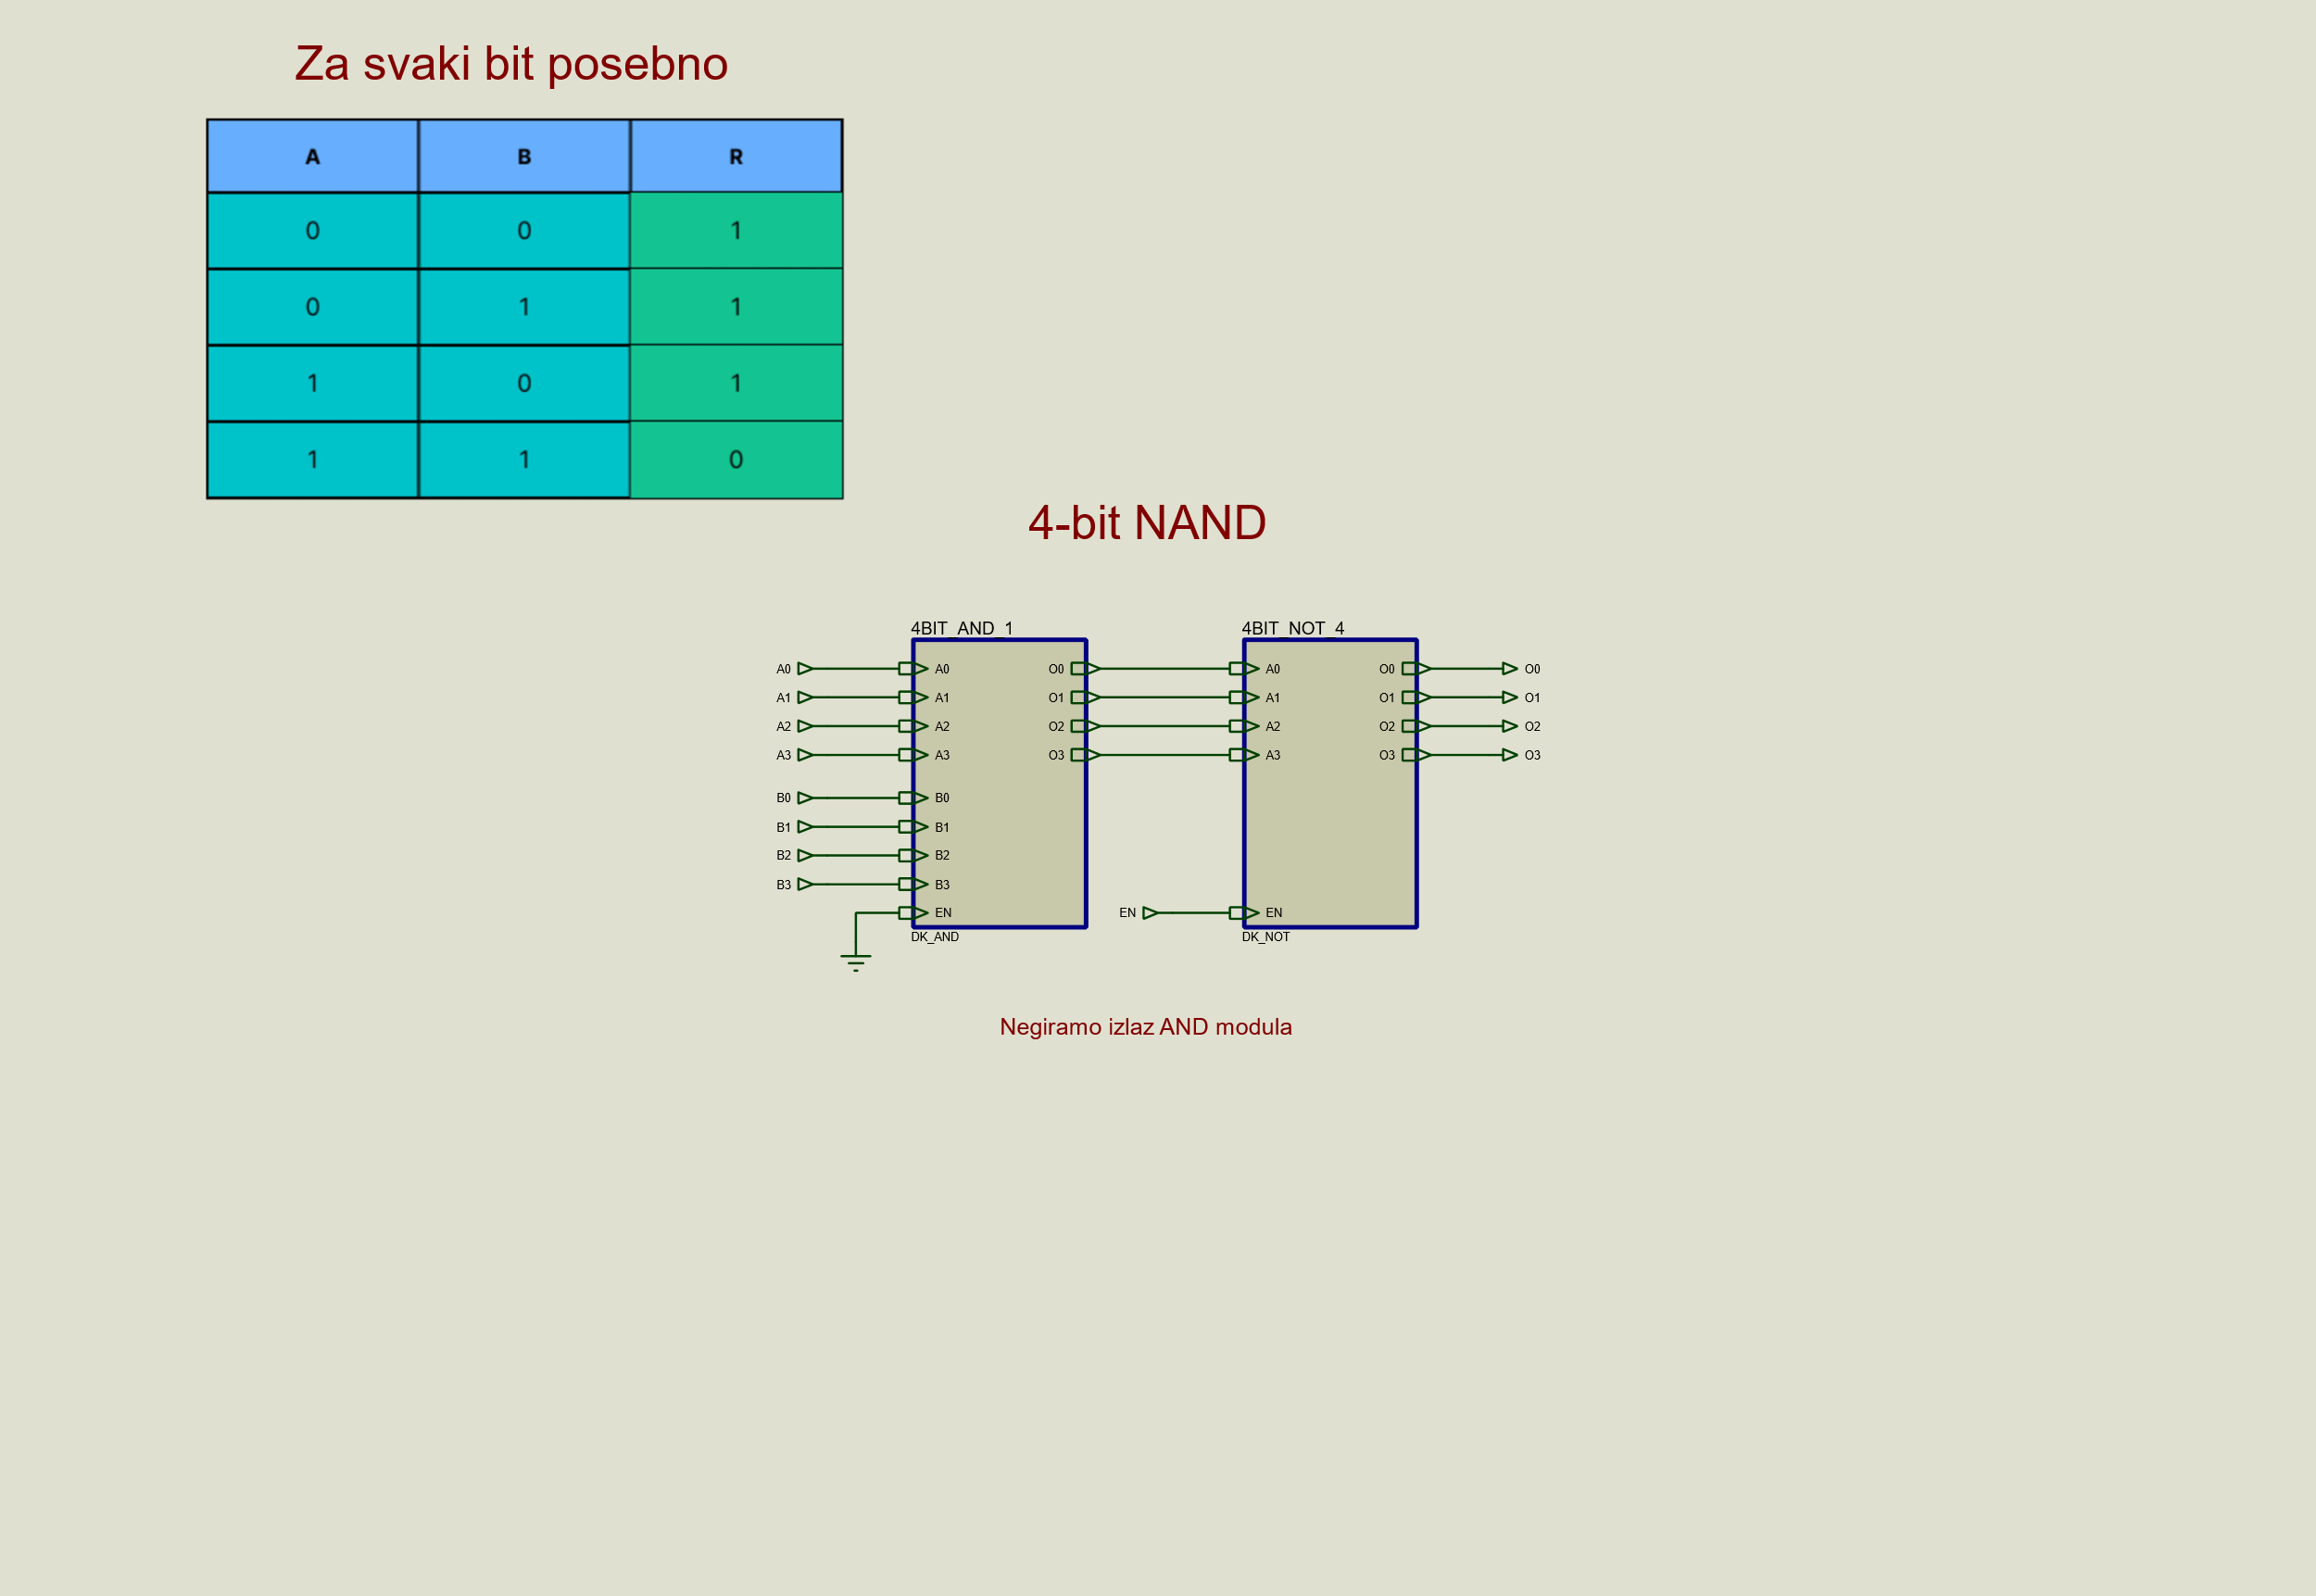 Za svaki bit posebno
A B R
0 0 1
0 1 1
1 0 1
1 1 0
4-bit NAND
4BIT_AND_1 4BIT_NOT_4
A0 A0 O0 A0 O0 O0
A1 A1 O1 A1 O1 O1
A2 A2 O2 A2 O2 O2
A3 A3 O3 A3 O3 O3
B0 B0
B1 B1
B2 B2
B3 B3
EN EN EN
DK_AND DK_NOT
Negiramo izlaz AND modula